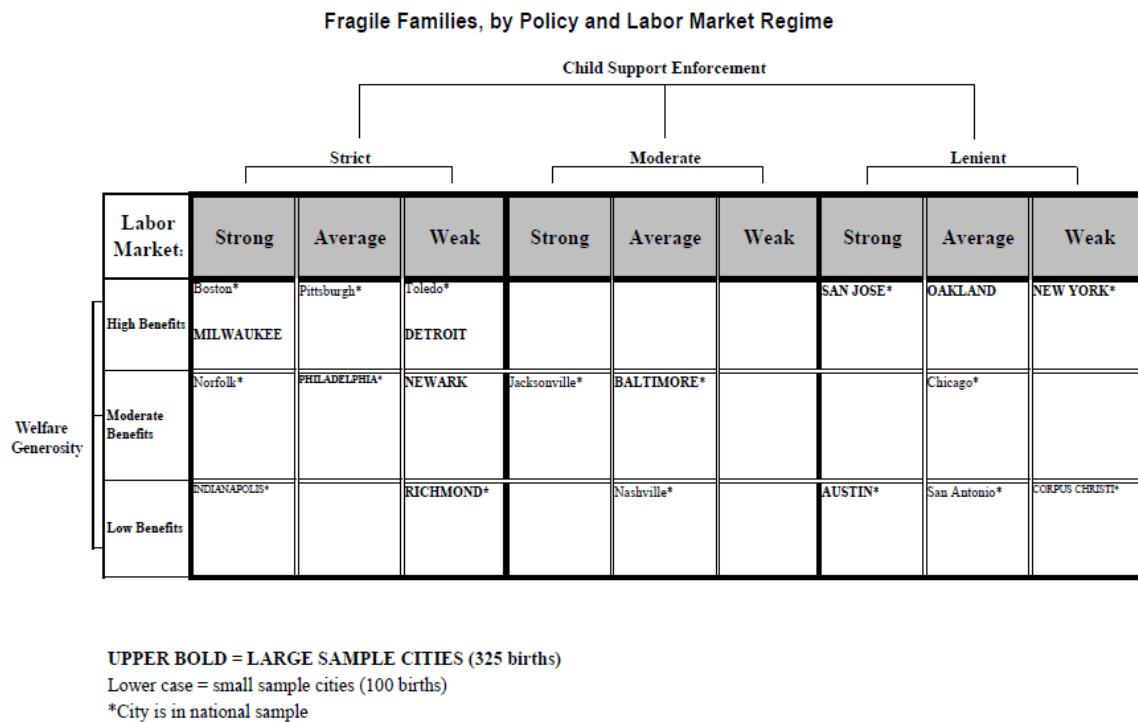 Fragile Families, by Policy and Labor Market Regime
Child Support Enforcement
Strict Moderate Lenient
Labor
Market:
Strong Average Weak Strong Average Weak Strong Average Weak
Welfare
Generosity
High Benefits
Boston* Pittsburgh* Toledo* SAN JOSE* OAKLAND NEW YORK*
MILWAUKEE DETROIT
Moderate
Benefits
Norfolk* PHILADELPHIA* NEWARK Jacksonville* BALTIMORE* Chicago*
Low Benefits
INDIANAPOLIS* RICHMOND* Nashville* AUSTIN* San Antonio* CORPUS CHRISTI*
UPPER BOLD = LARGE SAMPLE CITIES (325 births)
Lower case = small sample cities (100 births)
*City is in national sample